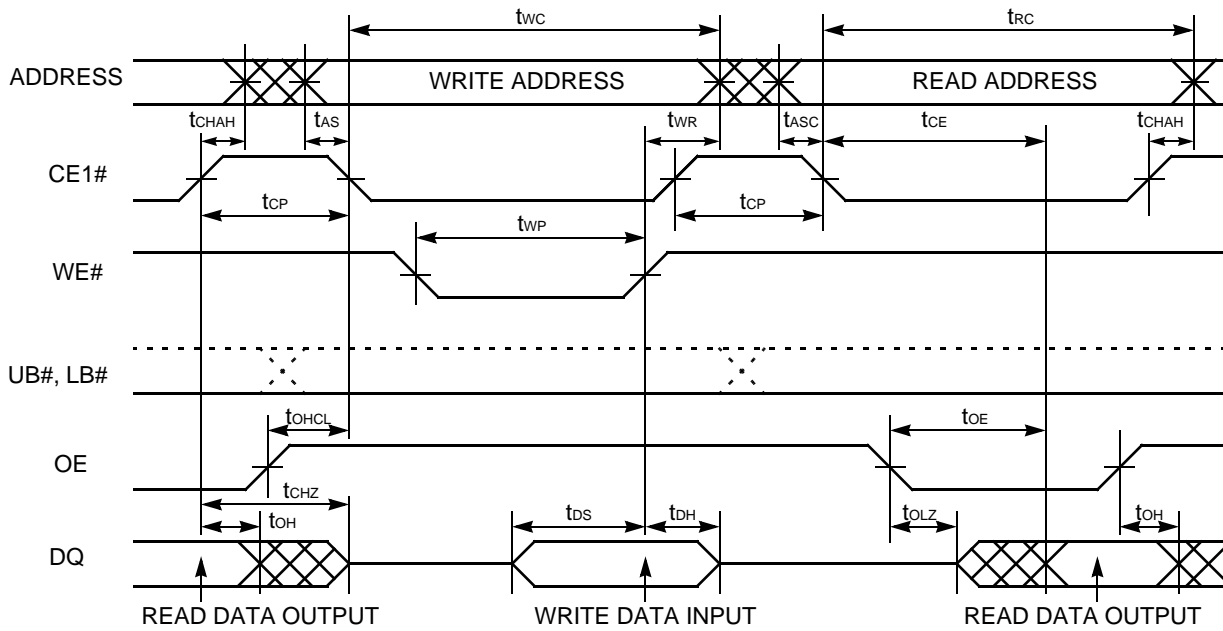 tWC tRC
ADDRESS WRITE ADDRESS READ ADDRESS
tCHAH tAS tWR tASC tCE tCHAH
CE1#
tCP tCP
tWP
WE#
UB#, LB#
tOHCL tOE
OE
tCHZ
tOH tDS tDH tOLZ tOH
DQ
READ DATA OUTPUT WRITE DATA INPUT READ DATA OUTPUT